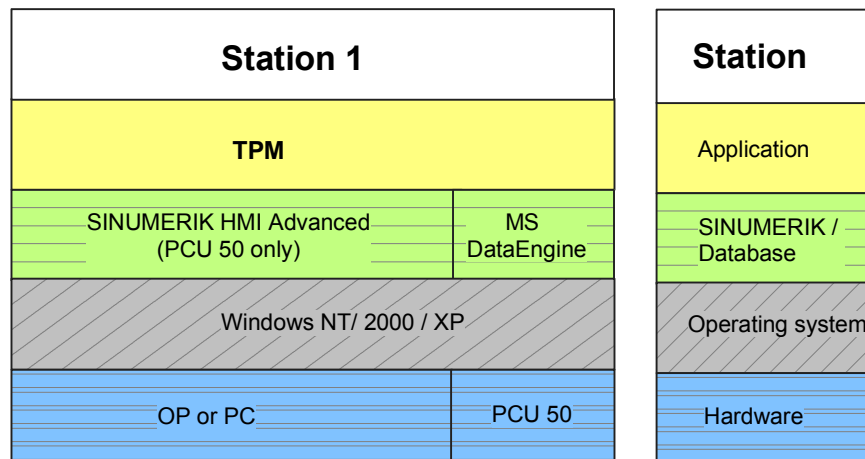 Station 1
TPM
SINUMERIK HMI Advanced
(PCU 50 only)
MS
DataEngine
Windows NT/ 2000 / XP
OP or PC
PCU 50
Station
Application
SINUMERIK /
Database
Operating system
Hardware